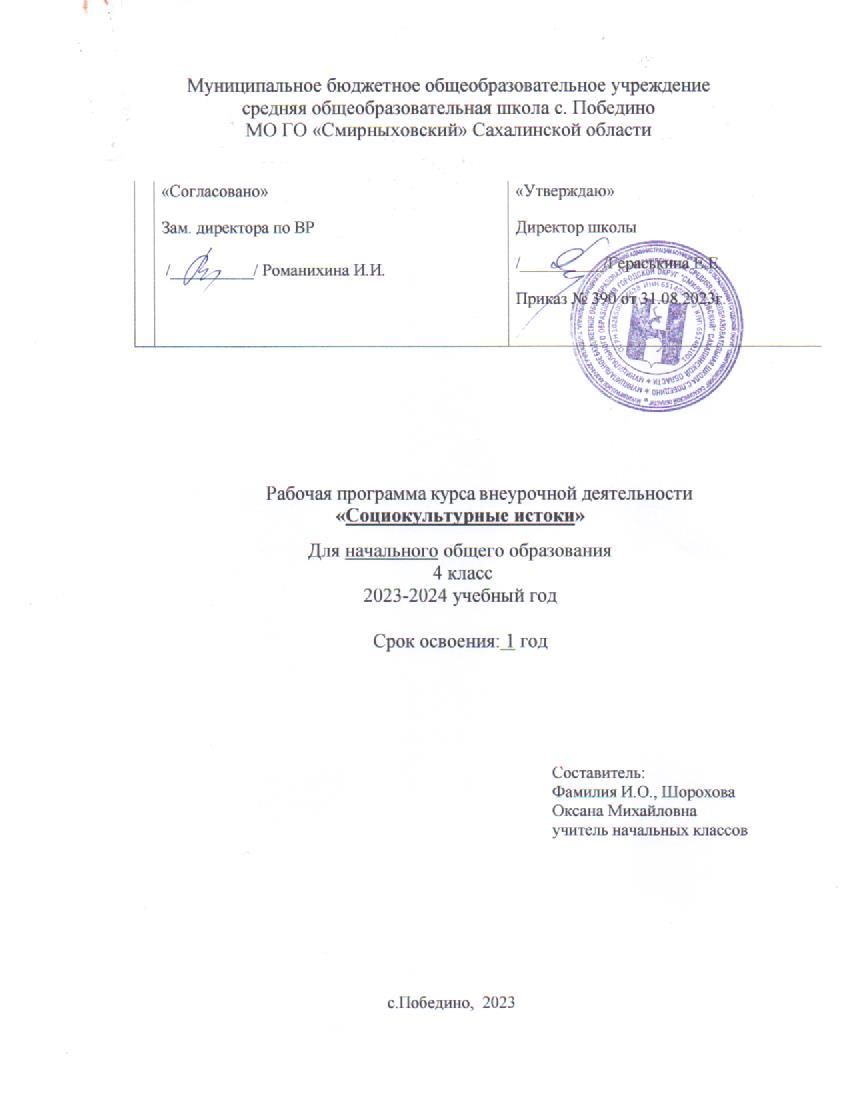 Муниципальное бюджетное общеобразовательное учреждение
средняя общеобразовательная школа с. Победино
МО ГО «Смирныховский» Сахалинской области
«Согласовано»
Зам. директора по ВР
/__________/ Романихина И.И.
«Утверждаю»
Директор школы
/__________/Гераськина Е.Е.
Приказ № 390 от 31.08.2023г.
Рабочая программа курса внеурочной деятельности
«Социокультурные истоки»
Для начального общего образования
4 класс
2023-2024 учебный год
Срок освоения: 1 год
Составитель:
Фамилия И.О., Шорохова
Оксана Михайловна
учитель начальных классов
с.Победино, 2023